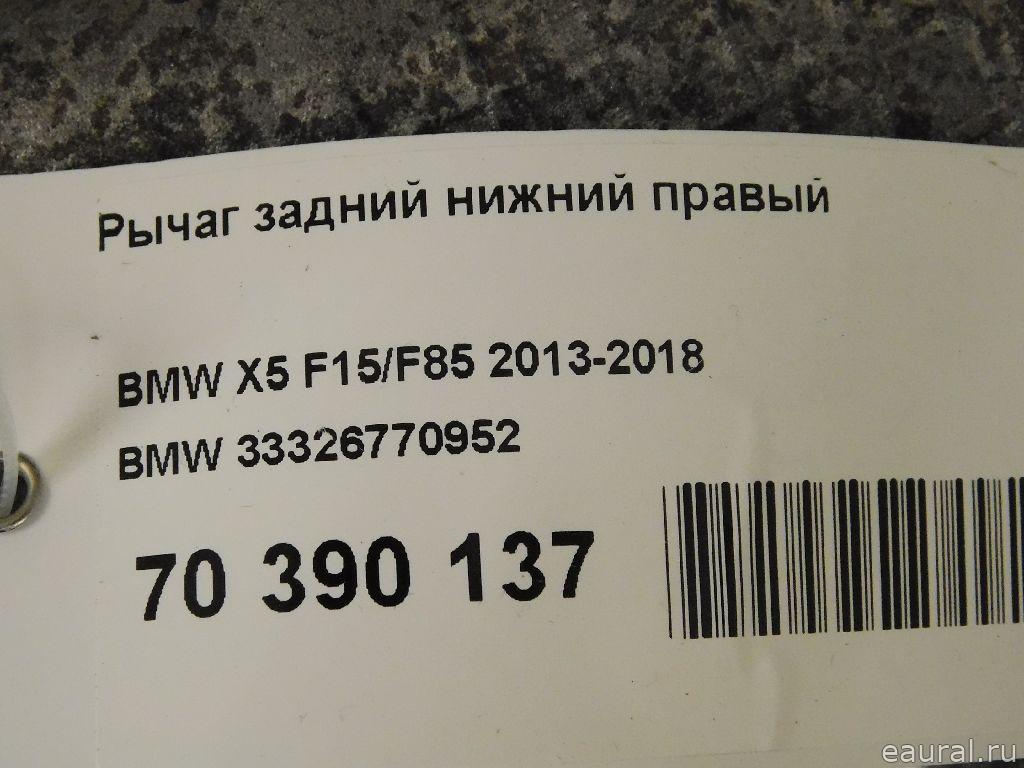 Рычаг задний нижний правый
BMW X5 F15/F85 2013-2018
BMW 33326770952
70 390 137
eaural.ru